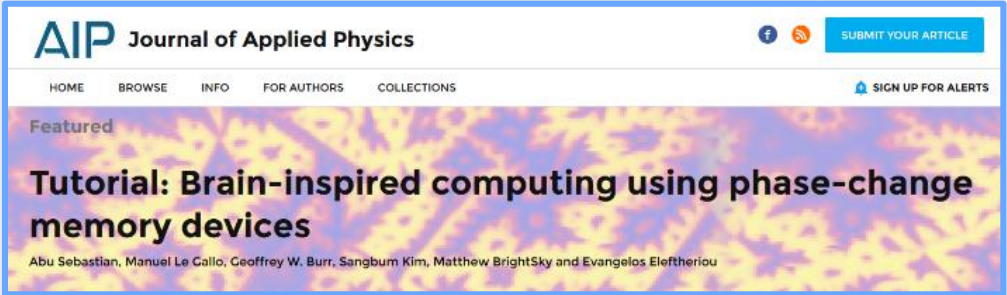 AIP Journal of Applied Physics
SUBMIT YOUR ARTICLE
HOME BROWSE INFO FOR AUTHORS COLLECTIONS
SIGN UP FOR ALERTS
Featured
Tutorial: Brain-inspired computing using phase-change
memory devices
Abu Sebastian, Manuel Le Gallo, Geoffrey W. Burr, Sangbum Kim, Matthew BrightSky and Evangelos Eleftheriou